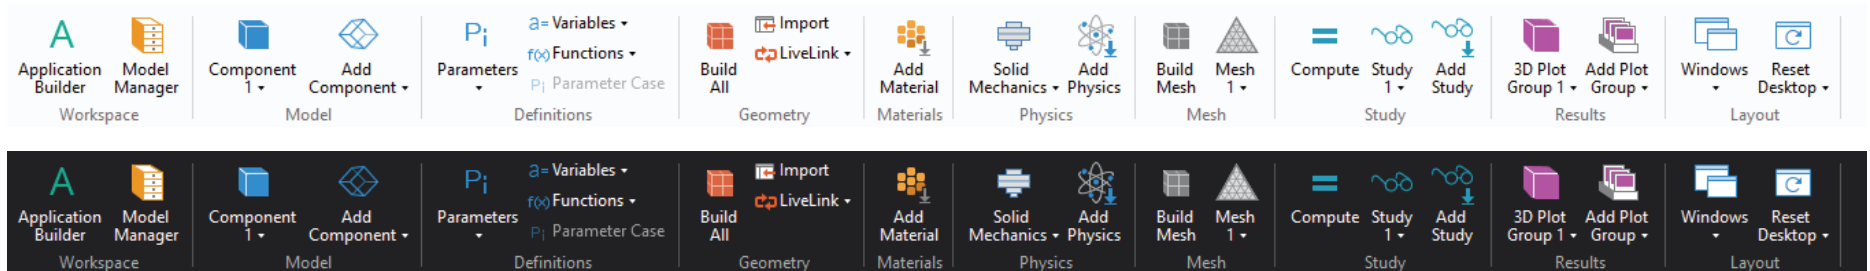 A
Application
Builder
Model
Manager
Workspace
Component
1
Add
Component
Model
Pi
Parameters
a= Variables
f(x) Functions
Pi Parameter Case
Definitions
Build
All
Import
LiveLink
Geometry
Add
Material
Materials
Solid
Mechanics
Add
Physics
Physics
Build
Mesh
Mesh
1
Mesh
=
Compute
Study
1
Add
Study
Study
3D Plot
Group 1
Add Plot
Group
Results
Windows
Reset
Desktop
Layout
A
Application
Builder
Model
Manager
Workspace
Component
1
Add
Component
Model
Pi
Parameters
a= Variables
f(x) Functions
Pi Parameter Case
Definitions
Build
All
Import
LiveLink
Geometry
Add
Material
Materials
Solid
Mechanics
Add
Physics
Physics
Build
Mesh
Mesh
1
Mesh
=
Compute
Study
1
Add
Study
Study
3D Plot
Group 1
Add Plot
Group
Results
Windows
Reset
Desktop
Layout